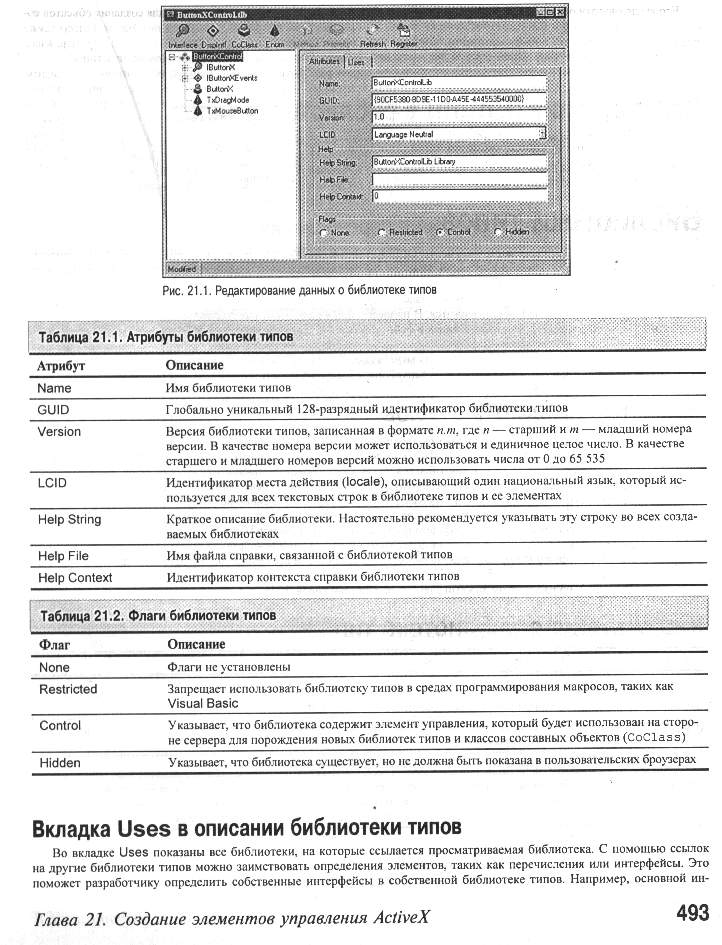 ButtonXControlLib
Interface DispIntf CoClass Enum Method Property Refresh Register
ButtonXControl
IButtonX
IButtonXEvents
ButtonX
TxDragMode
TxMouseButton
Attributes Uses
Name: ButtonXControlLib
GUID:
Version: 1.0
LCID: Language Neutral
Help
Help String: ButtonXControlLib Library
Help File:
Help Context: 0
Flags
None Restricted Control Hidden
Modified
Рис. 21.1. Редактирование данных о библиотеке типов
Таблица 21.1. Атрибуты библиотеки типов
Атрибут Описание
Name Имя библиотеки типов
GUID Глобально уникальный 128-разрядный идентификатор библиотеки типов
Version Версия библиотеки типов, записанная в формате n.m, где n — старший и m — младший номера
версии. В качестве номера версии может использоваться и единичное целое число. В качестве
старшего и младшего номеров версий можно использовать числа от 0 до 65 535
LCID Идентификатор места действия (locale), описывающий один национальный язык, который ис-
пользуется для всех текстовых строк в библиотеке типов и ее элементах
Help String Краткое описание библиотеки. Настоятельно рекомендуется указывать эту строку во всех созда-
ваемых библиотеках
Help File Имя файла справки, связанной с библиотекой типов
Help Context Идентификатор контекста справки библиотеки типов
Таблица 21.2. Флаги библиотеки типов
Флаг Описание
None Флаги не установлены
Restricted Запрещает использовать библиотеку типов в средах программирования макросов, таких как
Visual Basic
Control Указывает, что библиотека содержит элемент управления, который будет использован на сторо-
не сервера для порождения новых библиотек типов и классов составных объектов (CoClass)
Hidden Указывает, что библиотека существует, но не должна быть показана в пользовательских броузерах
Вкладка Uses в описании библиотеки типов
Во вкладке Uses показаны все библиотеки, на которые ссылается просматриваемая библиотека. С помощью ссылок
на другие библиотеки типов можно заимствовать определения элементов, таких как перечисления или интерфейсы. Это
поможет разработчику определить собственные интерфейсы в собственной библиотеке типов. Например, основной ин-
Глава 21. Создание элементов управления ActiveX 493